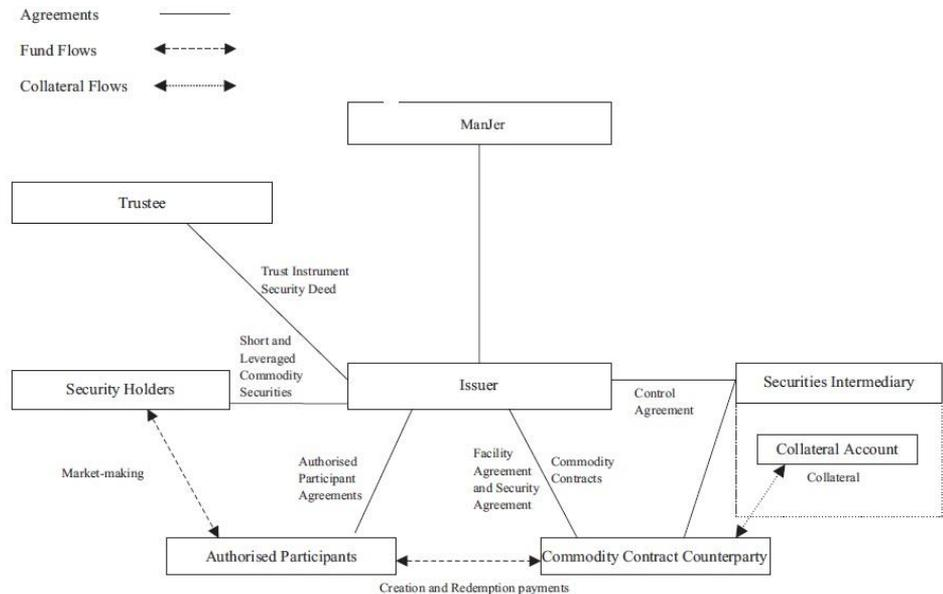 Agreements
Fund Flows
Collateral Flows
ManJer
Trustee
Trust Instrument
Security Deed
Short and
Leveraged
Commodity
Securities
Security Holders
Issuer
Securities Intermediary
Control
Agreement
Collateral Account
Collateral
Market-making
Authorised
Participant
Agreements
Facility
Agreement
and Security
Agreement
Commodity
Contracts
Authorised Participants
Commodity Contract Counterparty
Creation and Redemption payments